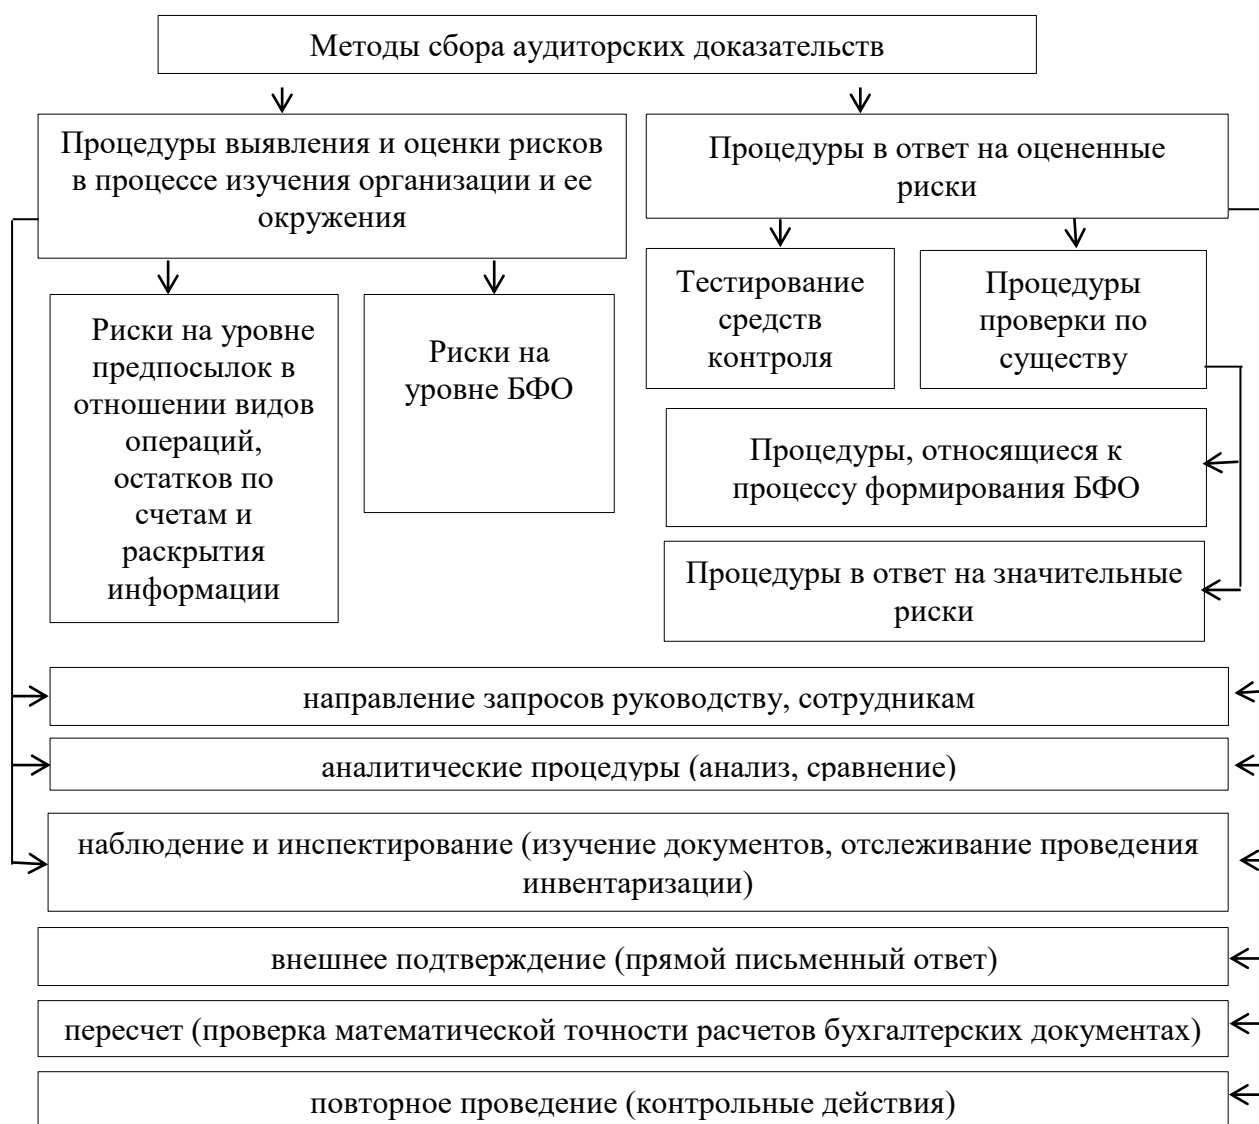 Методы сбора аудиторских доказательств
Процедуры выявления и оценки рисков
в процессе изучения организации и ее
окружения
Процедуры в ответ на оцененные
риски
Риски на уровне
предпосылок в
отношении видов
операций,
остатков по
счетам и
раскрытия
информации
Риски на
уровне БФО
Тестирование
средств
контроля
Процедуры
проверки по
существу
Процедуры, относящиеся к
процессу формирования БФО
Процедуры в ответ на значительные
риски
направление запросов руководству, сотрудникам
аналитические процедуры (анализ, сравнение)
наблюдение и инспектирование (изучение документов, отслеживание проведения
инвентаризации)
внешнее подтверждение (прямой письменный ответ)
пересчет (проверка математической точности расчетов бухгалтерских документах)
повторное проведение (контрольные действия)